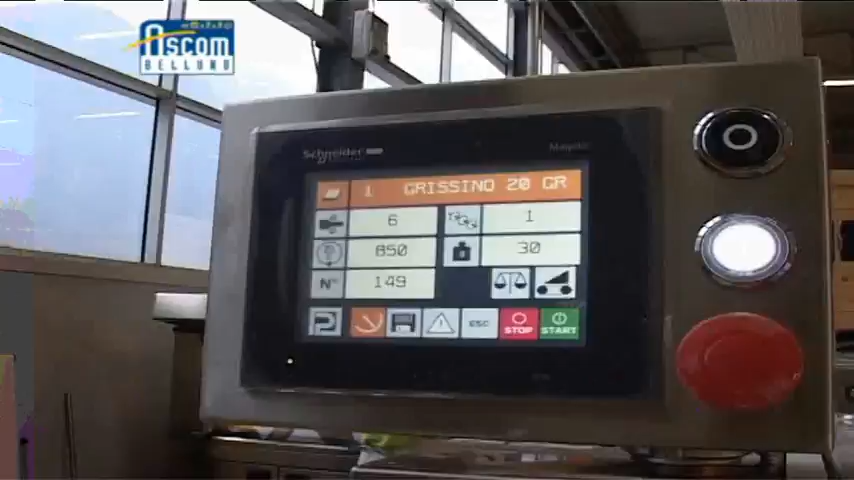 Ascom
BELLUNO
Schneider
Magelis
1 GRISSINO 20 GR
6 1
850 30
N° 149
ESC STOP START